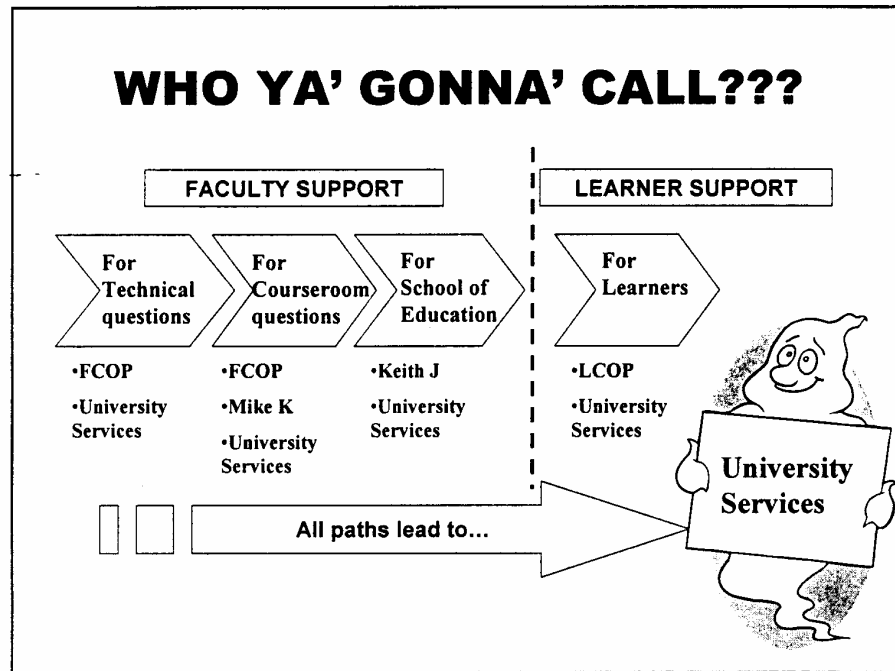 WHO YA' GONNA' CALL???
FACULTY SUPPORT
For
Technical
questions
•FCOP
•University
Services
For
Courseroom
questions
•FCOP
•Mike K
•University
Services
For
School of
Education
•Keith J
•University
Services
LEARNER SUPPORT
For
Learners
•LCOP
•University
Services
All paths lead to...
University
Services